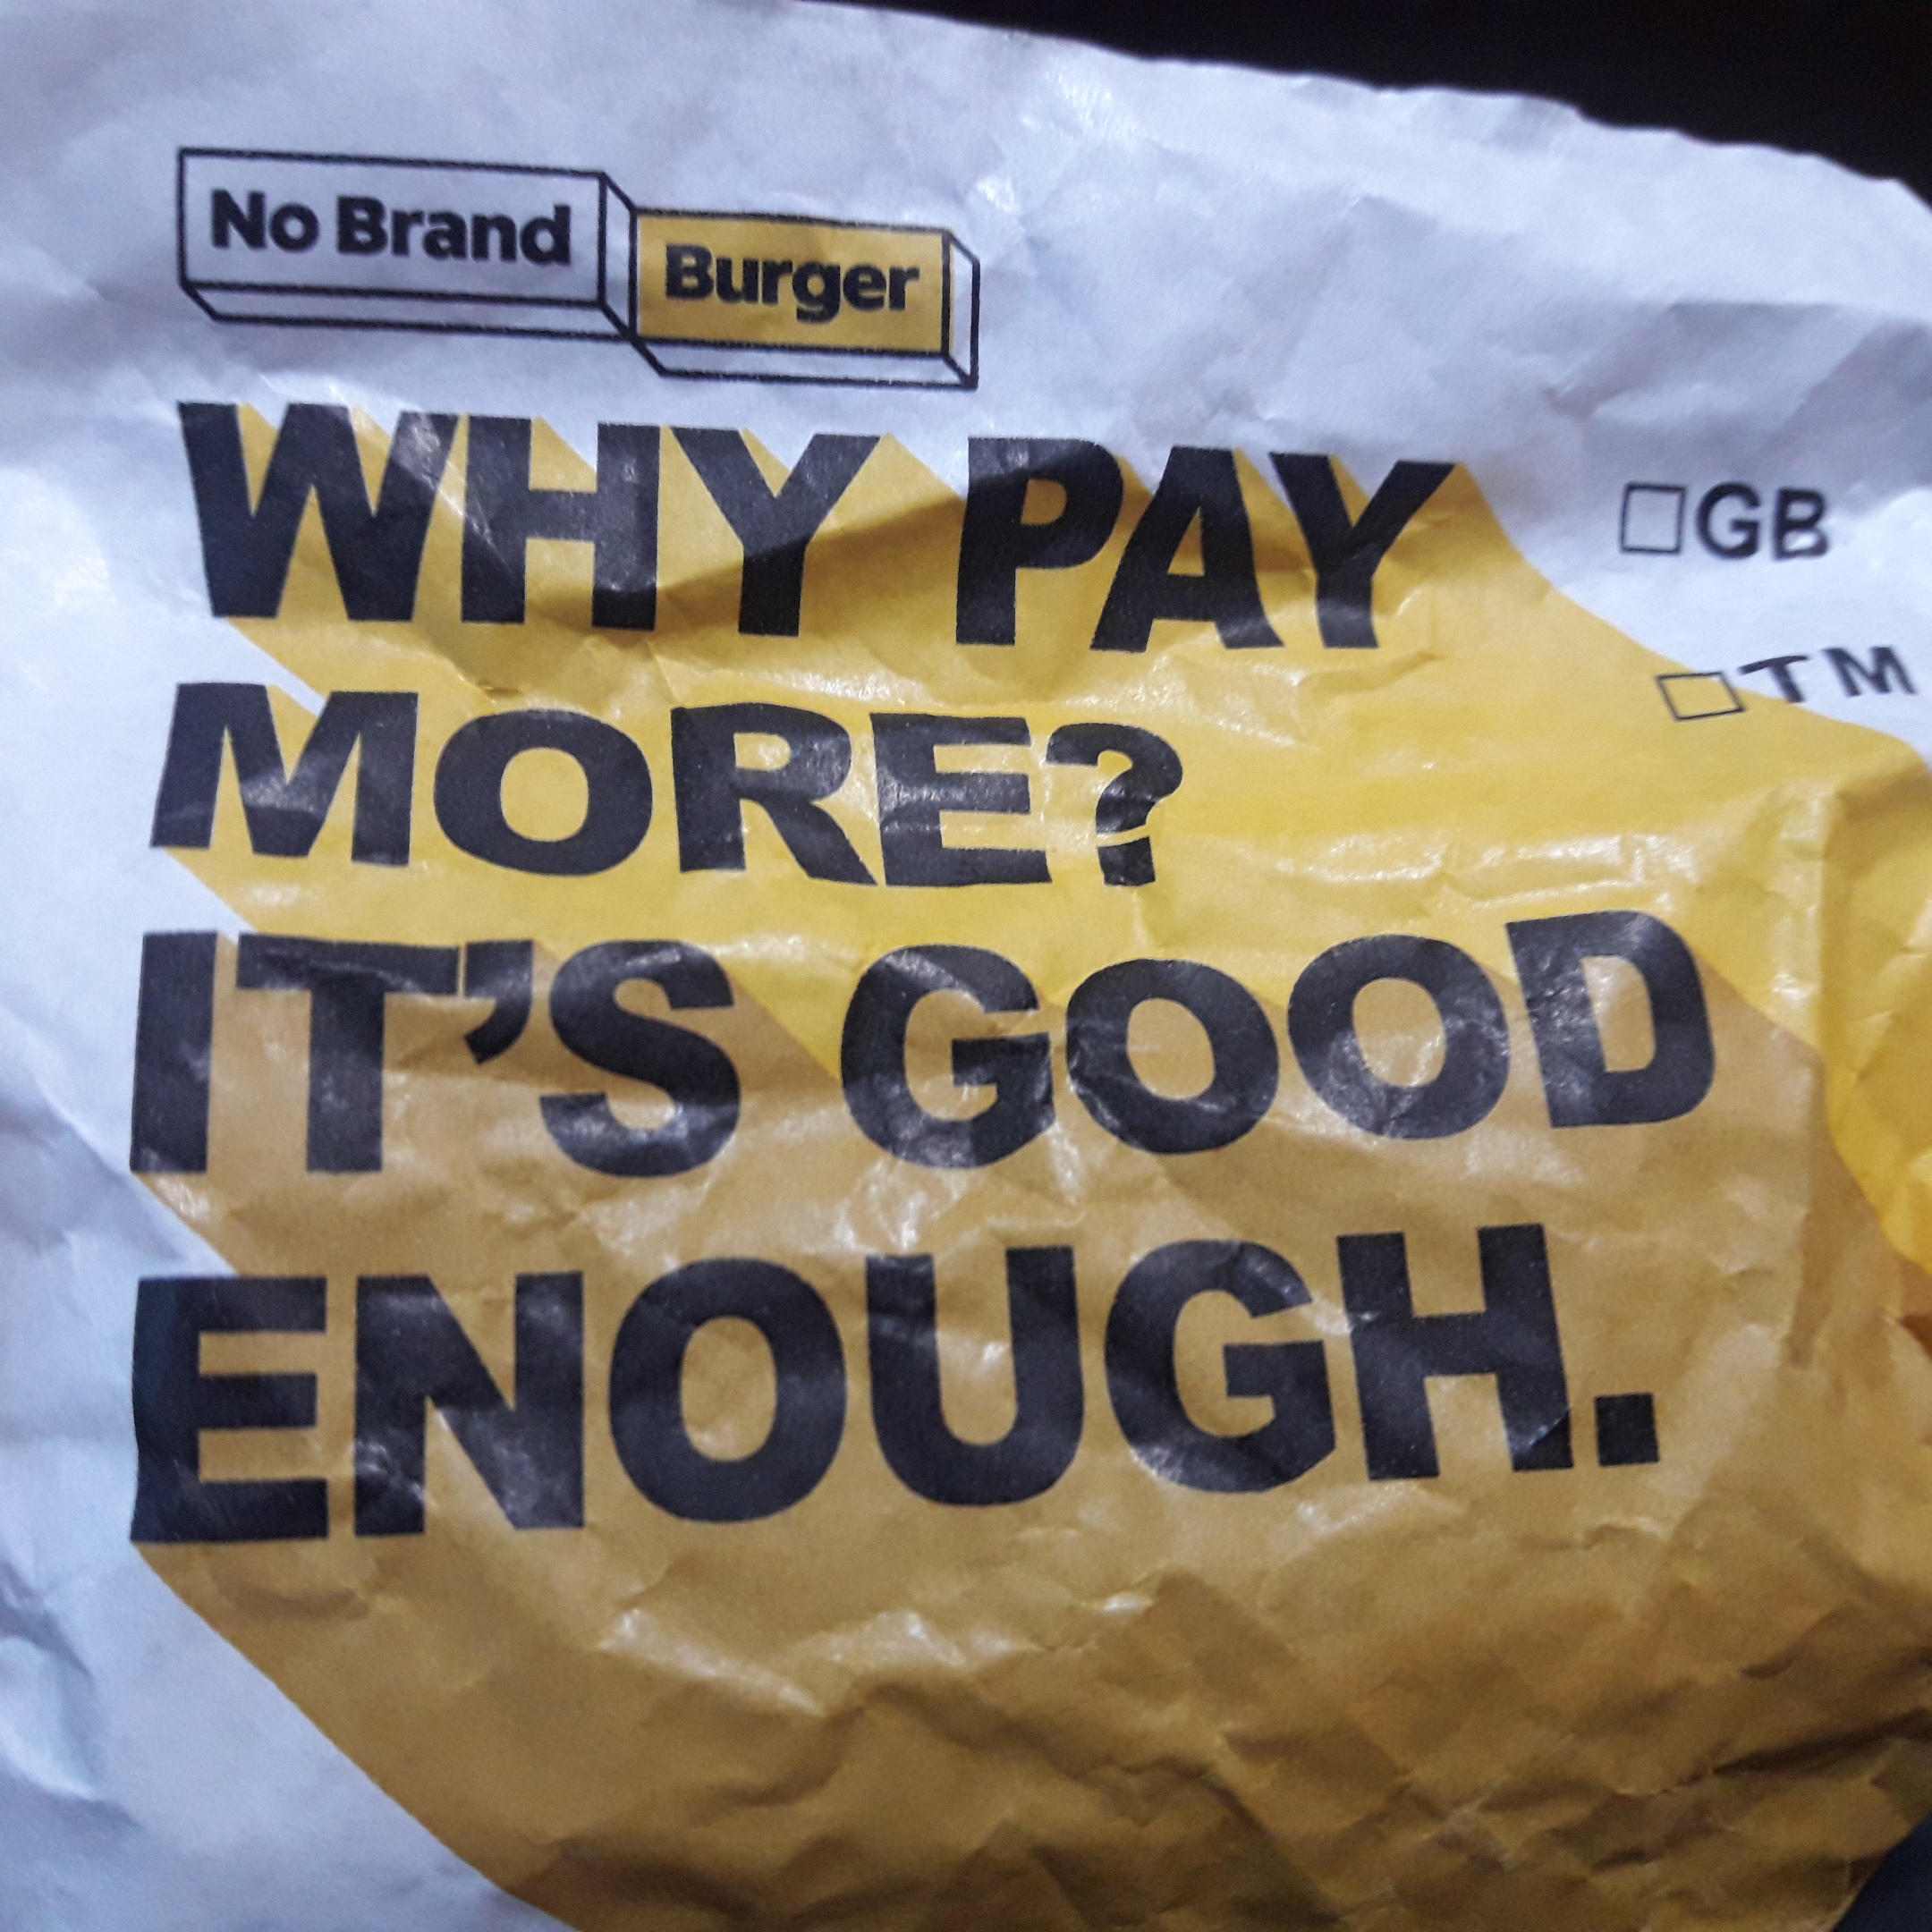 No Brand Burger
WHY PAY
MORE?
IT'S GOOD
ENOUGH.
□GB
□TM